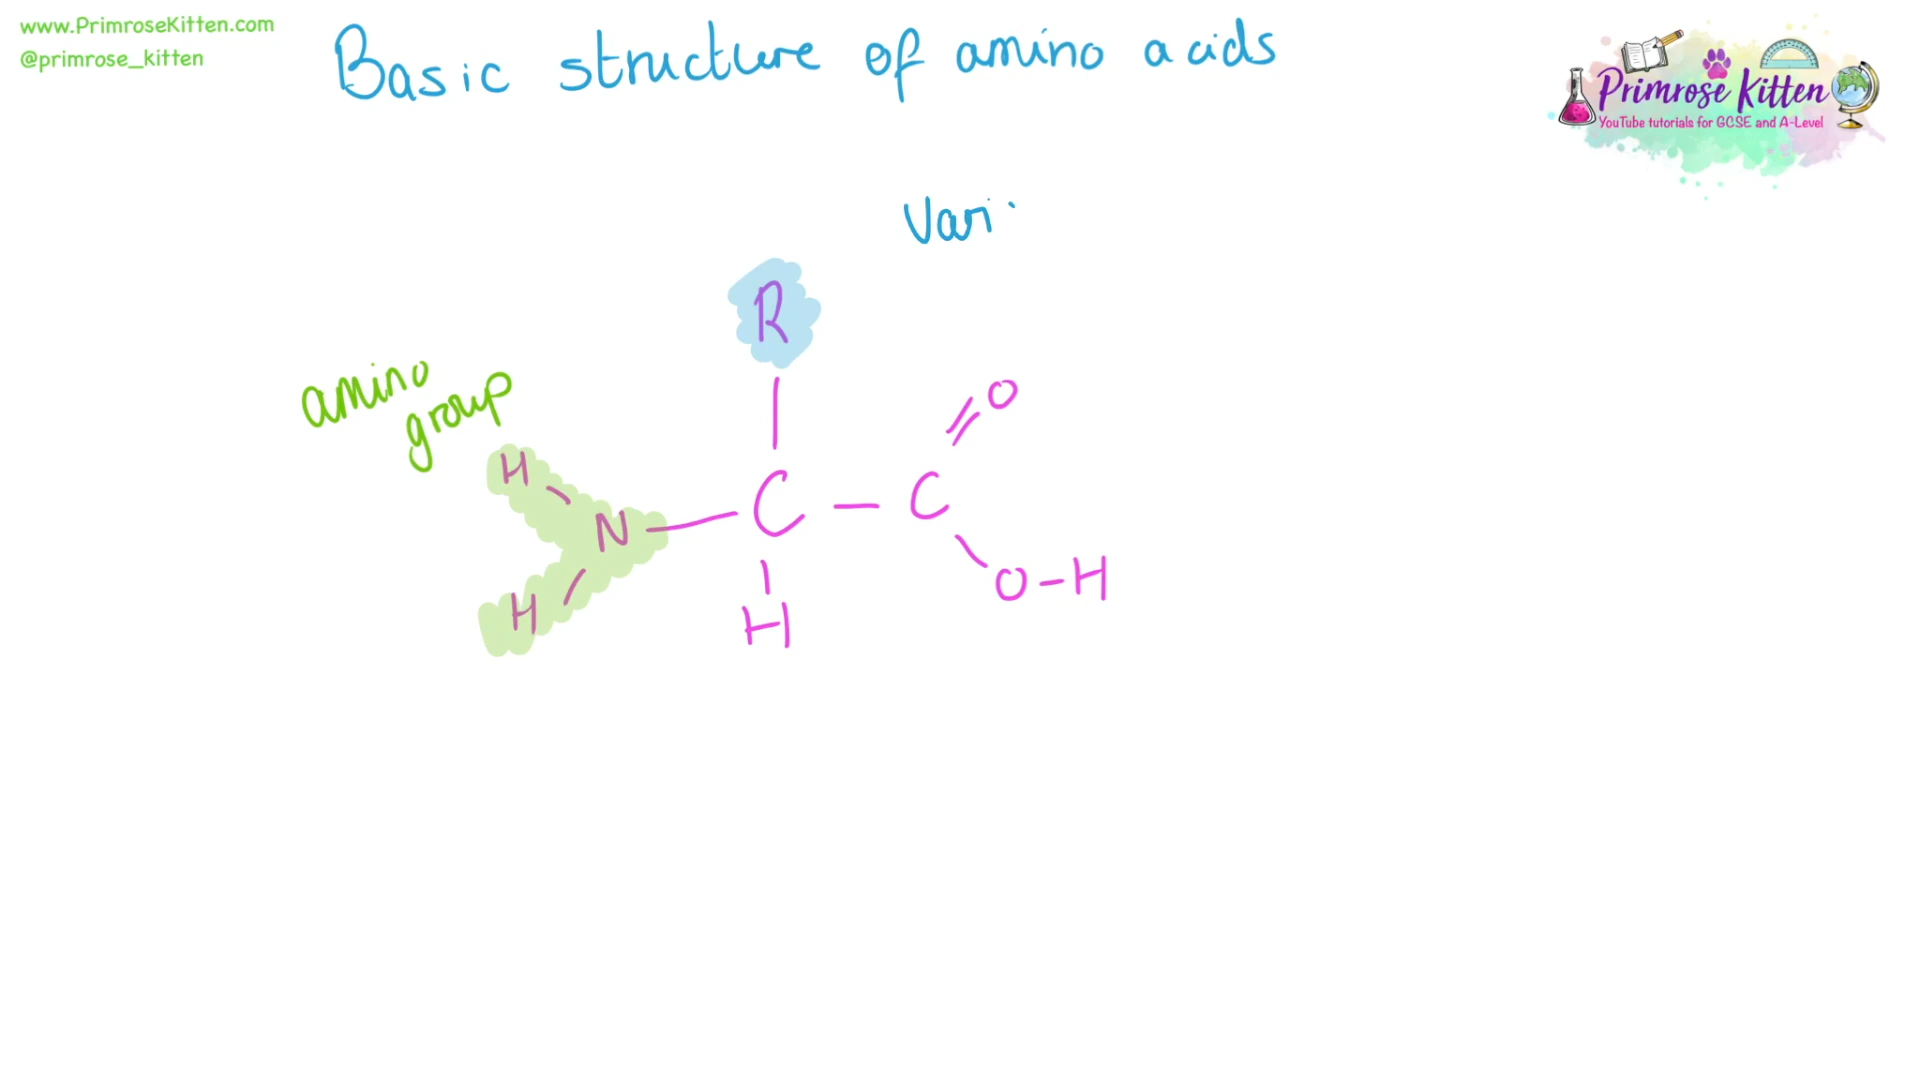 www.PrimroseKitten.com
@primrose_kitten
Basic structure of amino acids
Primrose Kitten
YouTube tutorials for GCSE and A-Level
Vari
R
amino
group
O
H
C - C
N
O-H
H
H